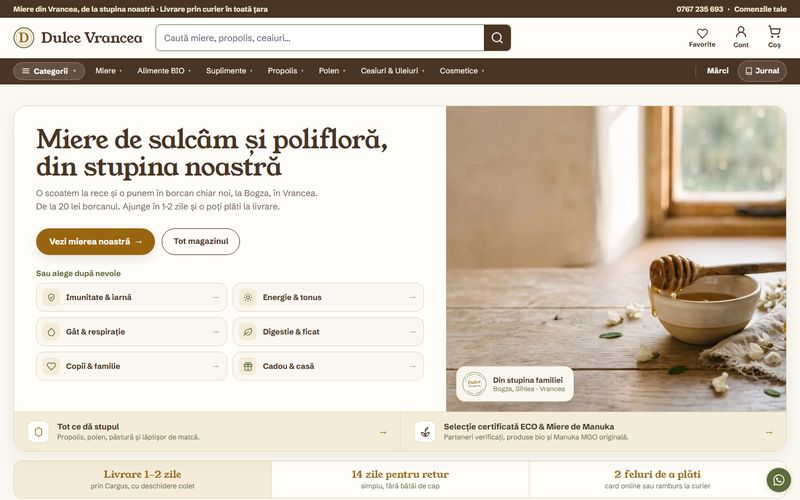 Miere din Vrancea, de la stupina noastră · Livrare prin curier în toată țara
0767 235 693 · Comenzile tale
D Dulce Vrancea
Caută miere, propolis, ceaiuri...
Favorite
Cont
Coș
Categorii
Miere
Alimente BIO
Suplimente
Propolis
Polen
Ceaiuri & Uleiuri
Cosmetice
Mărci
Jurnal
Miere de salcâm și polifloră,
din stupina noastră
O scoatem la rece și o punem în borcan chiar noi, la Bogza, în Vrancea.
De la 20 lei borcanul. Ajunge în 1-2 zile și o poți plăti la livrare.
Vezi mierea noastră →
Tot magazinul
Sau alege după nevoie
Imunitate & iarnă →
Energie & tonus →
Gât & respirație →
Digestie & ficat →
Copii & familie →
Cadou & casă →
Dulce
Din stupina familiei
Bogza, Sihlea · Vrancea
Tot ce dă stupul
Propolis, polen, păstură și lăptișor de matcă.
→
Selecție certificată ECO & Miere de Manuka
Parteneri verificați, produse bio și Manuka MGO originală.
→
Livrare 1–2 zile
prin Cargus, cu deschidere colet
14 zile pentru retur
simplu, fără bătăi de cap
2 feluri de a plăti
card online sau ramburs la curier